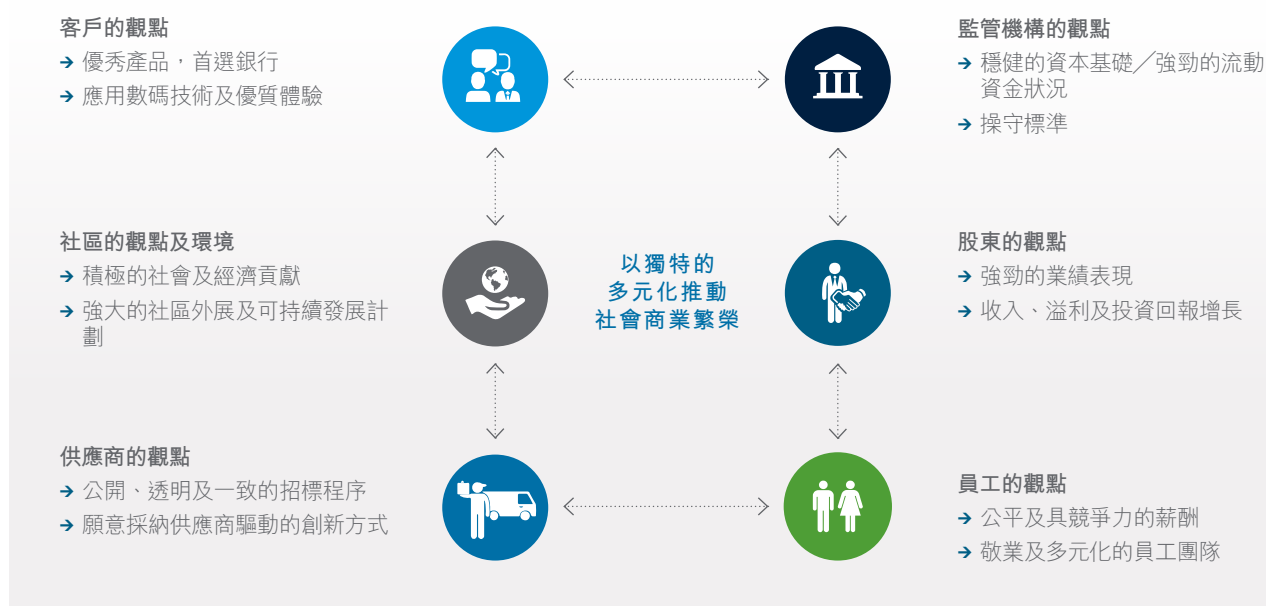 客戶的觀點
→ 優秀產品，首選銀行
→ 應用數碼技術及優質體驗
監管機構的觀點
→ 穩健的資本基礎／強勁的流動
資金狀況
→ 操守標準
社區的觀點及環境
→ 積極的社會及經濟貢獻
→ 強大的社區外展及可持續發展計
劃
以獨特的
多元化推動
社會商業繁榮
股東的觀點
→ 強勁的業績表現
→ 收入、溢利及投資回報增長
供應商的觀點
→ 公開、透明及一致的招標程序
→ 願意採納供應商驅動的創新方式
員工的觀點
→ 公平及具競爭力的薪酬
→ 敬業及多元化的員工團隊